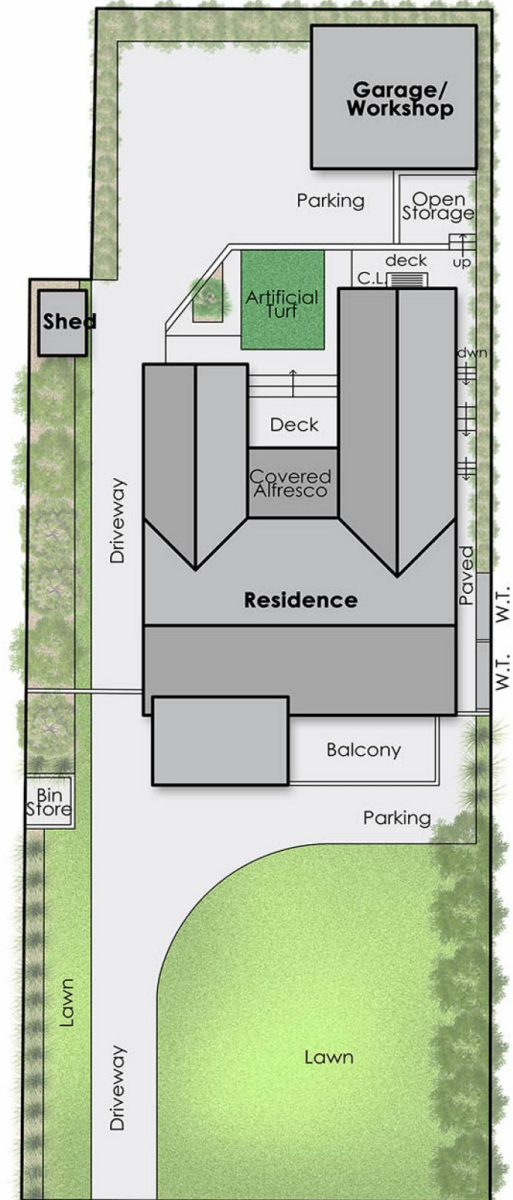 Garage/
Workshop
Parking
Open
Storage
deck
up
C.L.
Artificial
Turf
Shed
dwn
Deck
Covered
Alfresco
Driveway
Paved
Residence
W.T.
W.T.
Balcony
Bin
Store
Parking
Lawn
Lawn
Driveway